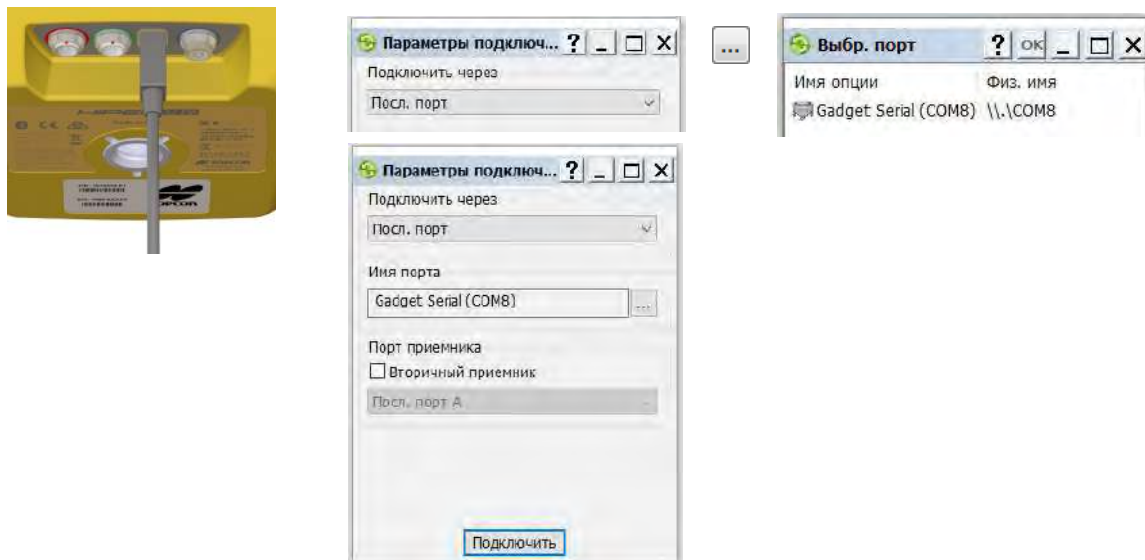 Параметры подключ... ? _ □ X
Подключить через
Посл. порт
...
Выбр. порт ? ОК _ □ X
Имя опции Физ. имя
Gadget Serial (COM8) \\.\COM8
Параметры подключ... ? _ □ X
Подключить через
Посл. порт
Имя порта
Gadget Serial (COM8) ...
Порт приемника
Вторичный приемник
Посл. порт A
Подключить